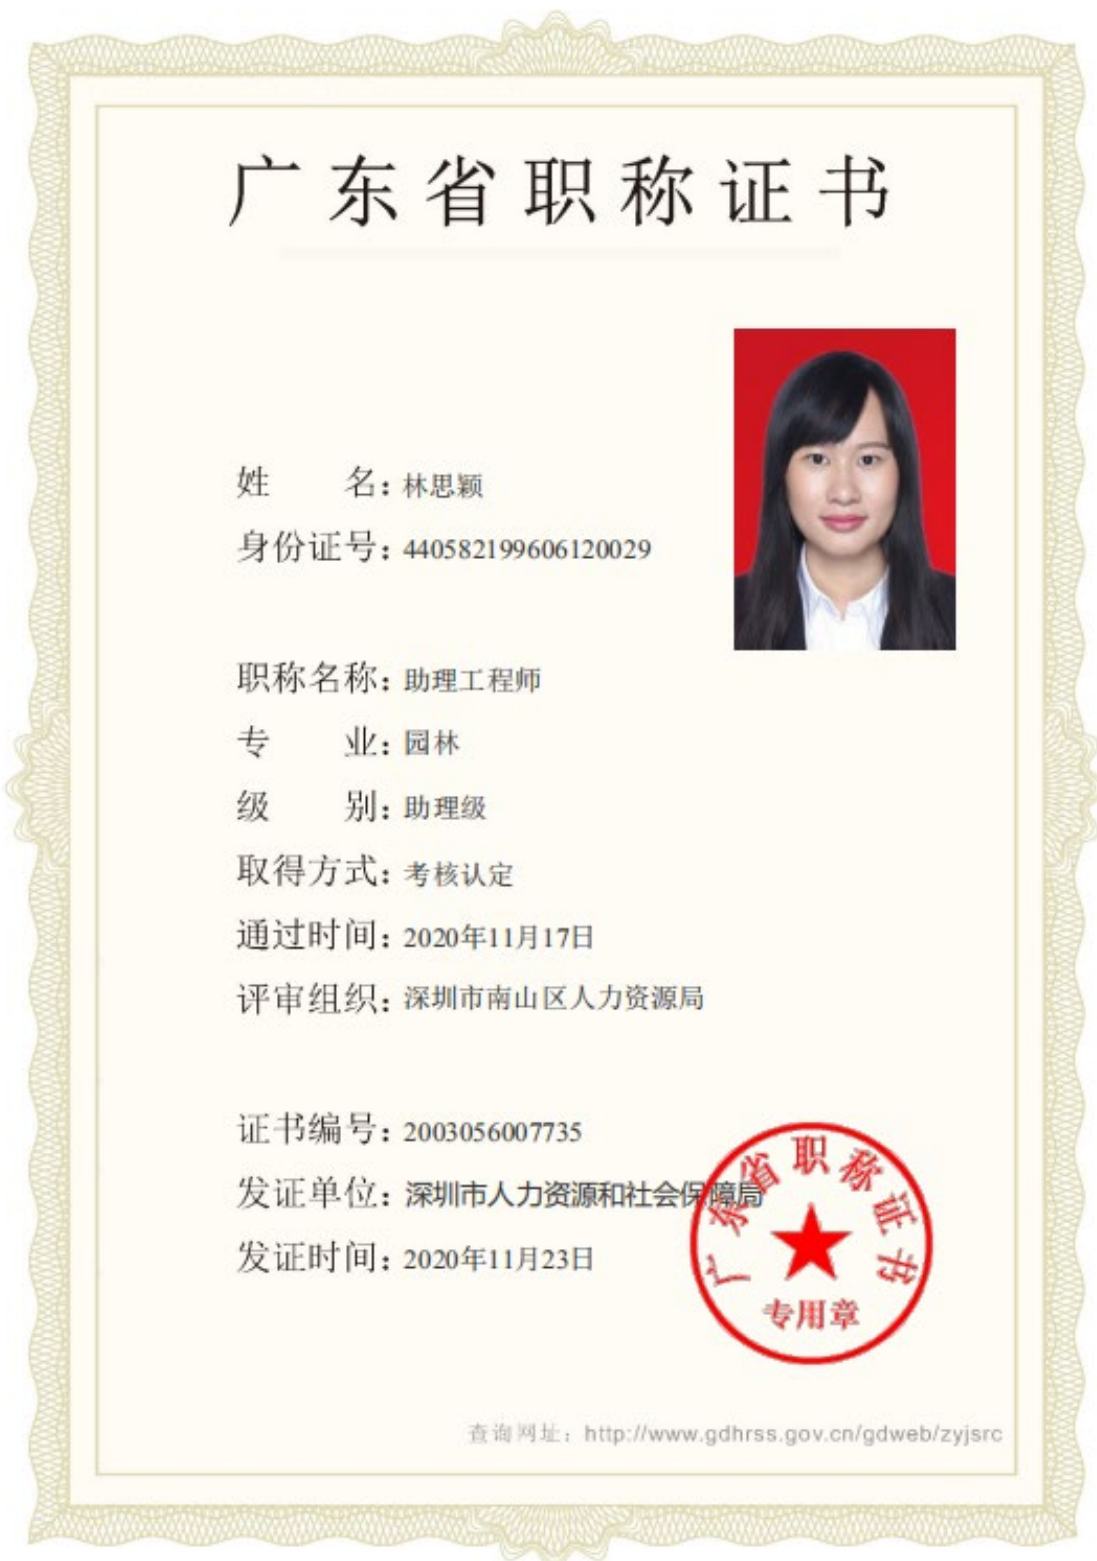 广东省职称证书
姓 名：林思颖
身份证号：440582199606120029
职称名称：助理工程师
专 业：园林
级 别：助理级
取得方式：考核认定
通过时间：2020年11月17日
评审组织：深圳市南山区人力资源局
证书编号：2003056007735
发证单位：深圳市人力资源和社会保障局
发证时间：2020年11月23日
广东省职称证书
专用章
查询网址：http://www.gdhrss.gov.cn/gdweb/zyjsrc